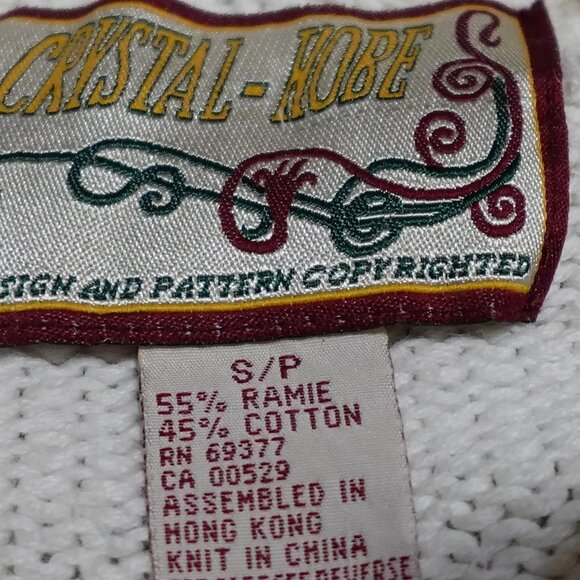 CRYSTAL-KOBE
SIGN AND PATTERN COPYRIGHTED
S/P
55% RAMIE
45% COTTON
RN 69377
CA 00529
ASSEMBLED IN
HONG KONG
KNIT IN CHINA
REVERSE